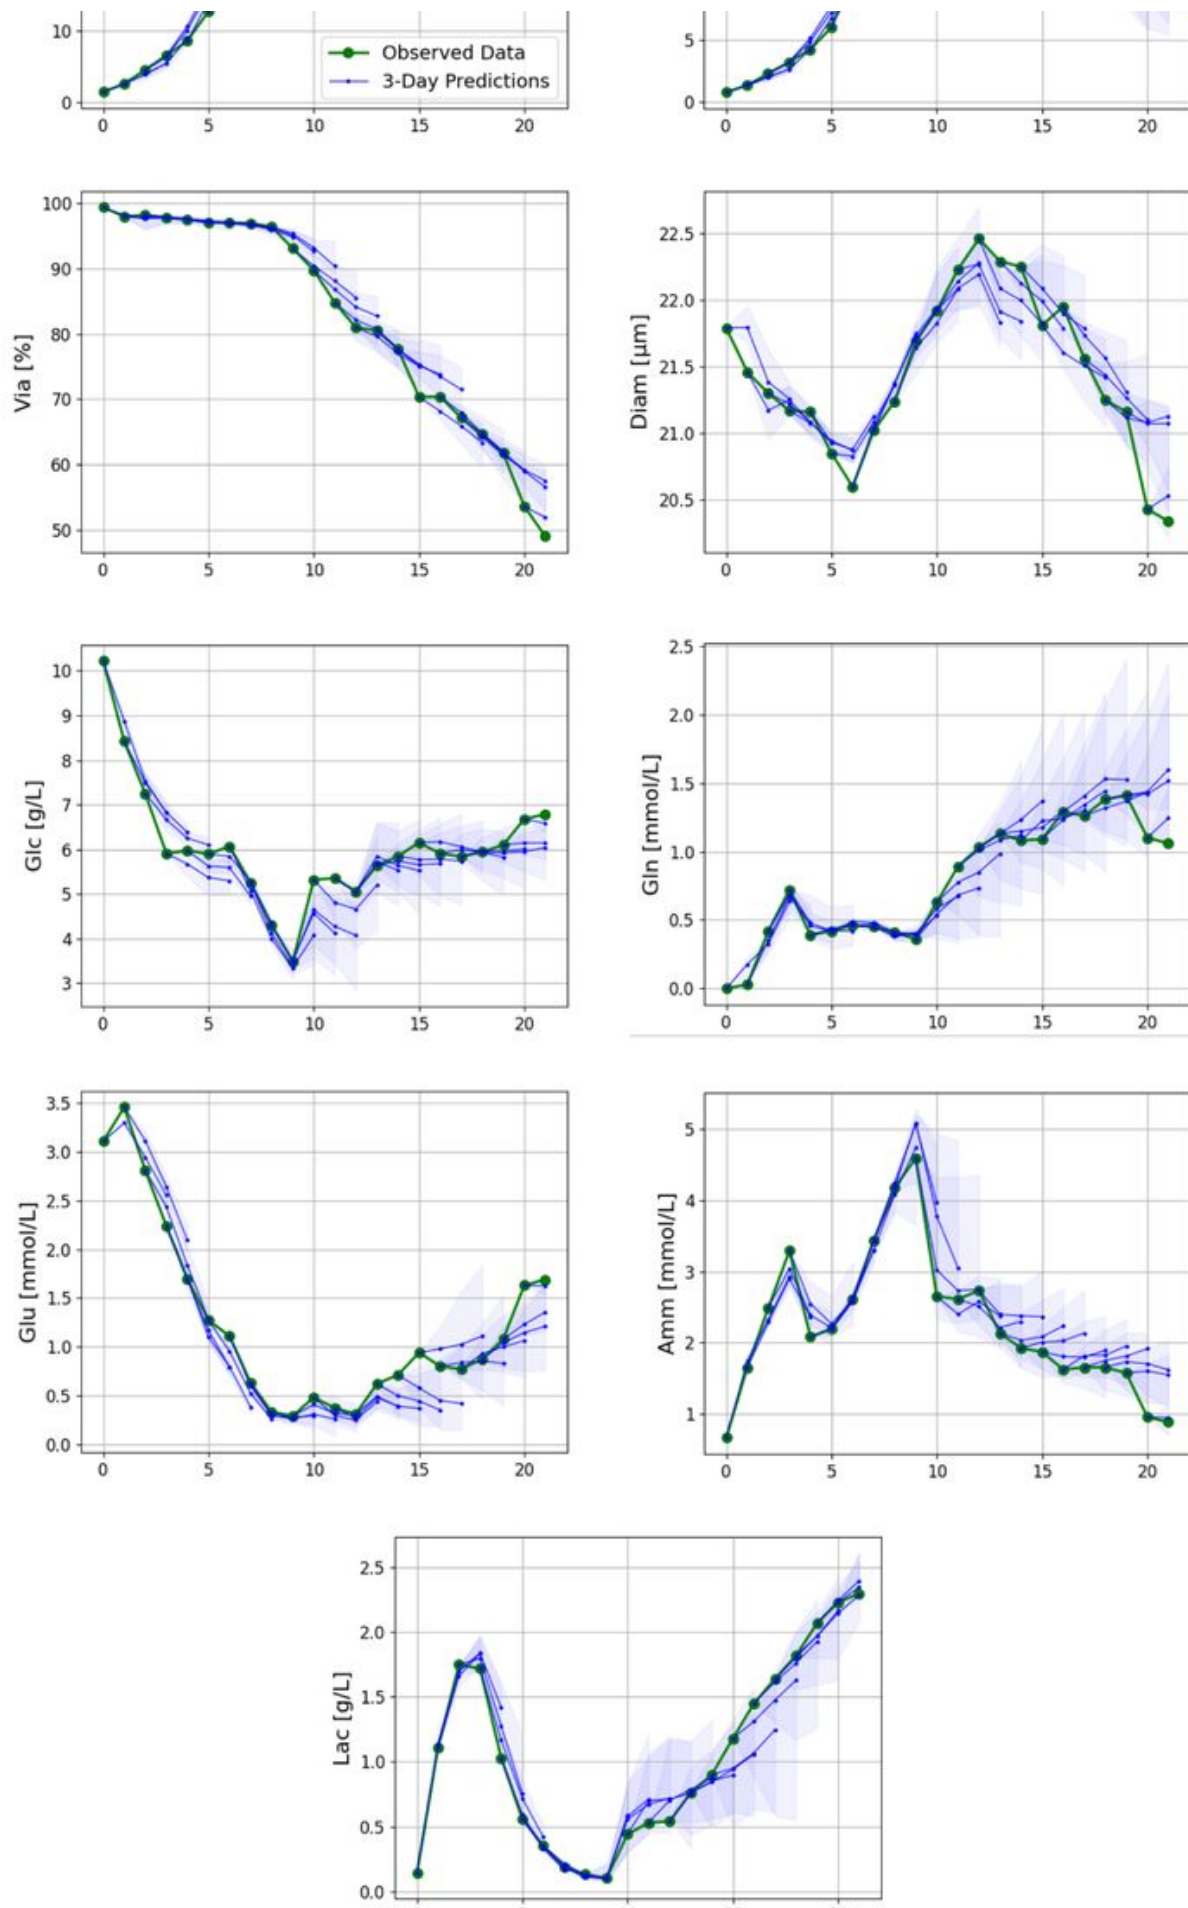 10
0
Observed Data
3-Day Predictions
0 5 10 15 20
5
0
0 5 10 15 20
Via [%]
100
90
80
70
60
50
0 5 10 15 20
Diam [µm]
22.5
22.0
21.5
21.0
20.5
0 5 10 15 20
Glc [g/L]
10
9
8
7
6
5
4
3
0 5 10 15 20
Gln [mmol/L]
2.5
2.0
1.5
1.0
0.5
0.0
0 5 10 15 20
Glu [mmol/L]
3.5
3.0
2.5
2.0
1.5
1.0
0.5
0.0
0 5 10 15 20
Amm [mmol/L]
5
4
3
2
1
0 5 10 15 20
Lac [g/L]
2.5
2.0
1.5
1.0
0.5
0.0